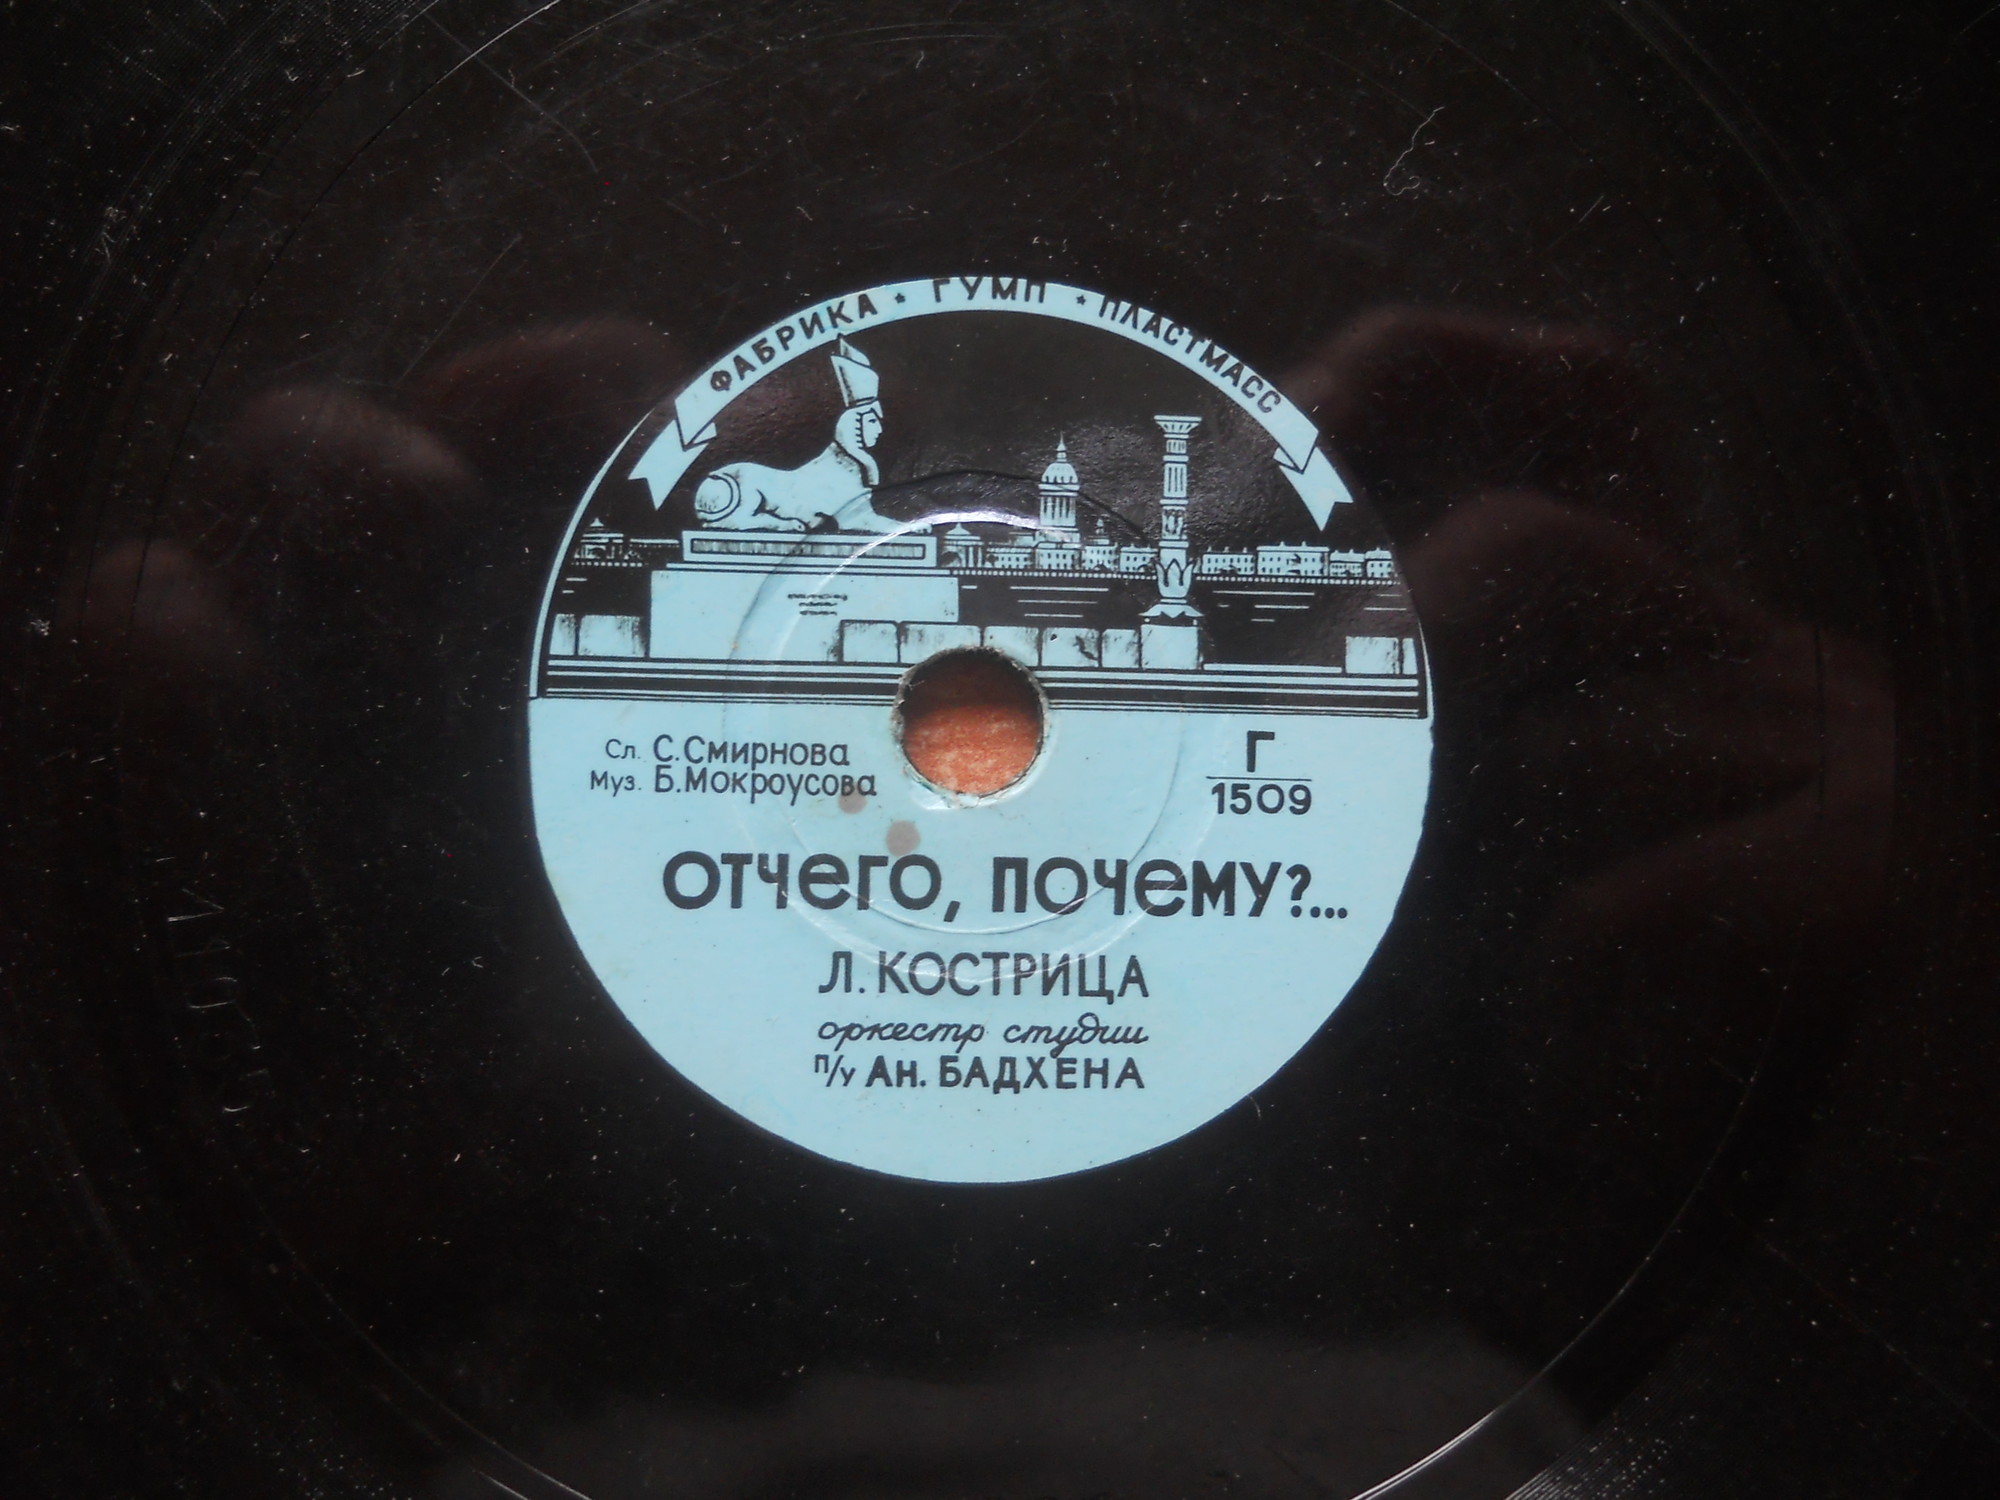 ФАБРИКА * ГУМП * ПЛАСТМАСС
Сл. С.Смирнова
Муз. Б.Мокроусова
Г
1509
ОТЧЕГО, ПОЧЕМУ?...
Л. КОСТРИЦА
оркестр студии
п/у Ан. БАДХЕНА